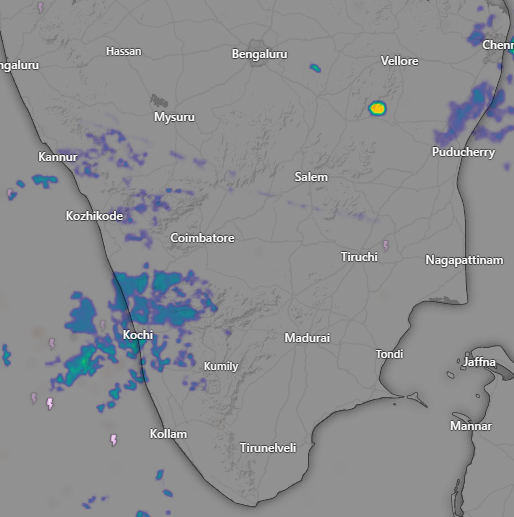 Hassan
Bengaluru
Chenn
Vellore
ngaluru
Mysuru
Kannur
Puducherry
Salem
Kozhikode
Coimbatore
Tiruchi
Nagapattinam
Kochi
Madurai
Tondi
Kumily
Jaffna
Kollam
Mannar
Tirunelveli